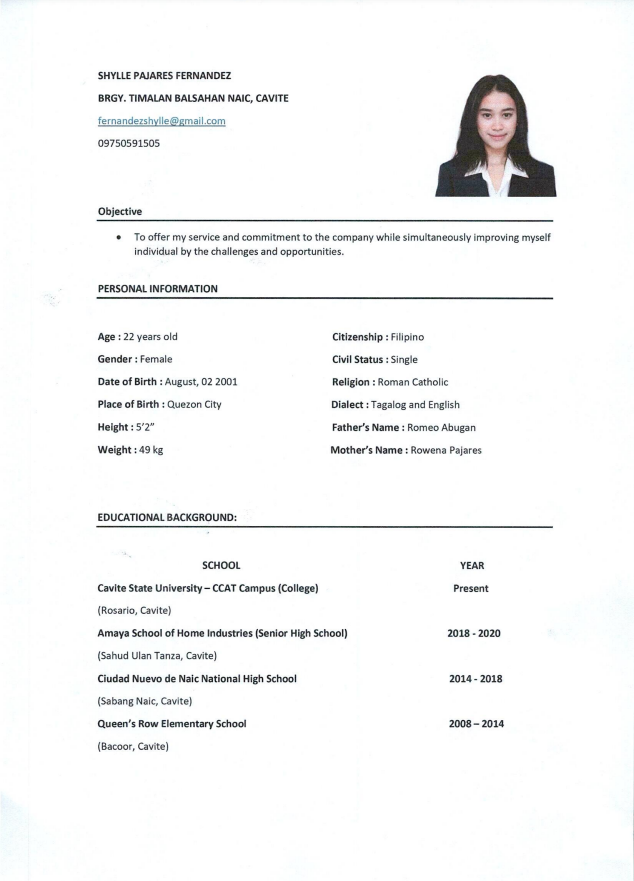 SHYLLE PAJARES FERNANDEZ
BRGY. TIMALAN BALSAHAN NAIC, CAVITE
fernandezshylle@gmail.com
09750591505
Objective
• To offer my service and commitment to the company while simultaneously improving myself
individual by the challenges and opportunities.
PERSONAL INFORMATION
Age : 22 years old
Citizenship : Filipino
Gender : Female
Civil Status : Single
Date of Birth : August, 02 2001
Religion : Roman Catholic
Place of Birth : Quezon City
Dialect : Tagalog and English
Height : 5'2"
Father's Name : Romeo Abugan
Weight : 49 kg
Mother's Name : Rowena Pajares
EDUCATIONAL BACKGROUND:
SCHOOL YEAR
Cavite State University – CCAT Campus (College) Present
(Rosario, Cavite)
Amaya School of Home Industries (Senior High School) 2018 - 2020
(Sahud Ulan Tanza, Cavite)
Ciudad Nuevo de Naic National High School 2014 - 2018
(Sabang Naic, Cavite)
Queen's Row Elementary School 2008 – 2014
(Bacoor, Cavite)